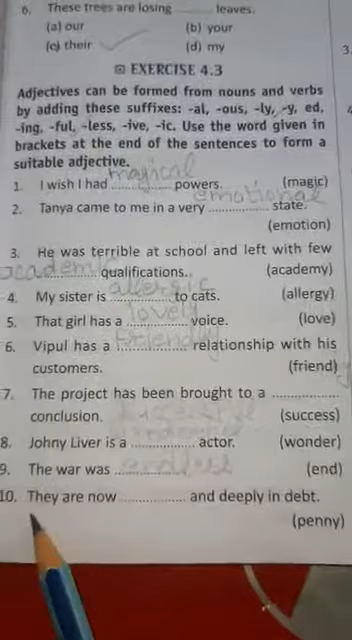 6. These trees are losing ........ leaves.
(a) our (b) your
(c) their (d) my
3.
EXERCISE 4.3
Adjectives can be formed from nouns and verbs
by adding these suffixes: -al, -ous, -ly, -y, ed,
-ing, -ful, -less, -ive, -ic. Use the word given in
brackets at the end of the sentences to form a
suitable adjective.
magical
1. I wish I had ................ powers. (magic)
emotional
2. Tanya came to me in a very ................ state.
(emotion)
3. He was terrible at school and left with few
academic qualifications. (academy)
allergic
4. My sister is ................ to cats. (allergy)
lovely
5. That girl has a ................ voice. (love)
friendly
6. Vipul has a ................ relationship with his
customers. (friend)
7. The project has been brought to a ................
conclusion. (success)
8. Johny Liver is a ................ actor. (wonder)
9. The war was endless (end)
10. They are now ................ and deeply in debt.
(penny)